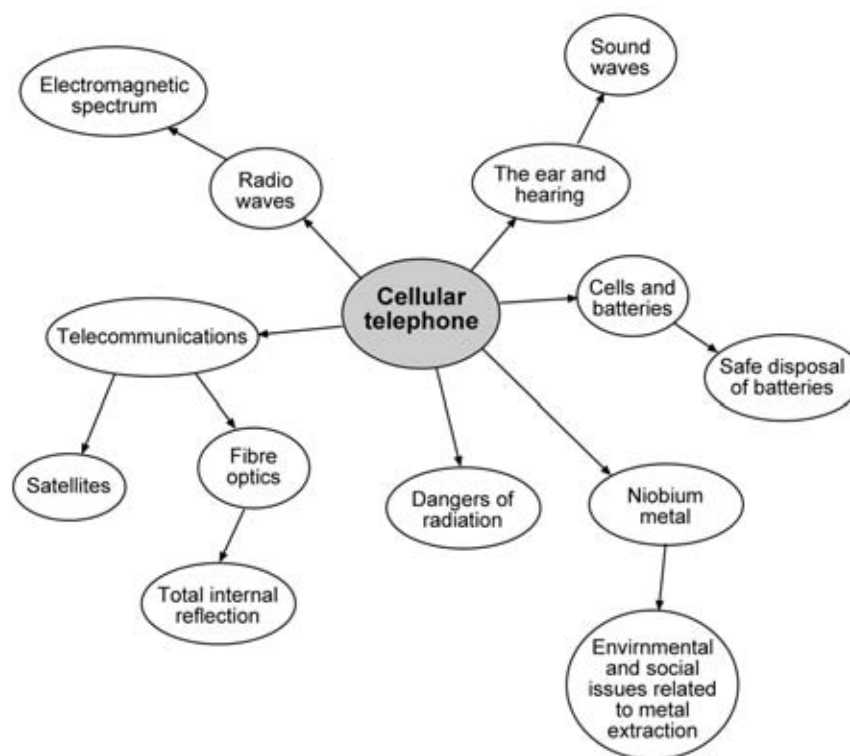 Sound
waves
Electromagnetic
spectrum
Radio
waves
The ear and
hearing
Cellular
telephone
Cells and
batteries
Telecommunications
Safe disposal
of batteries
Satellites
Fibre
optics
Dangers of
radiation
Niobium
metal
Total internal
reflection
Envirnmental
and social
issues related
to metal
extraction